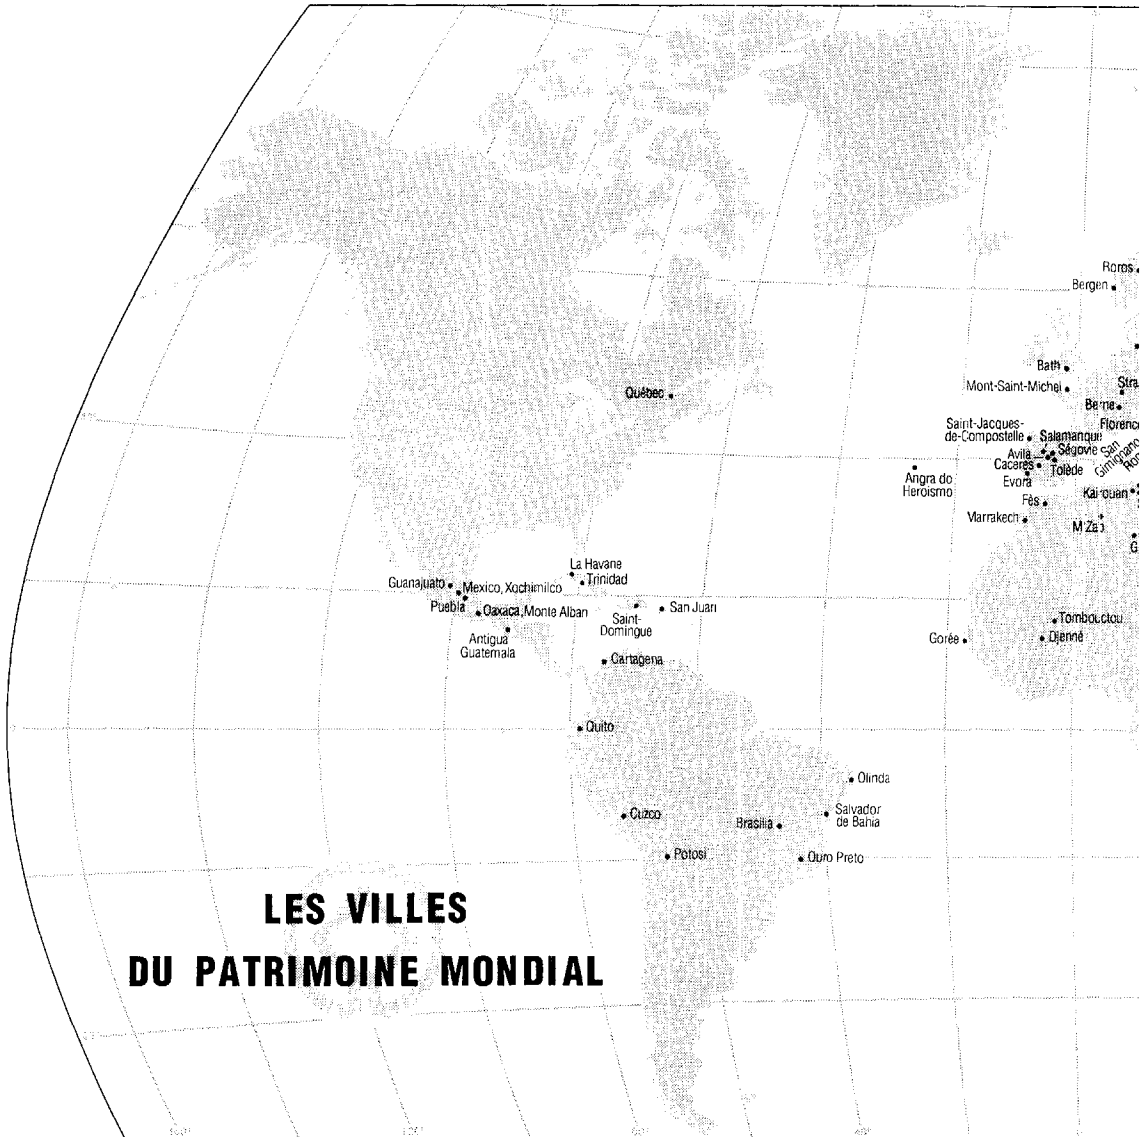 Roros
Bergen
Bath
Mont-Saint-Michel
Stra
Berne
Québec
Florence
Saint-Jacques-
de-Compostelle
Salamanque
Avila
Ségovie
San
Gimignano
Caceres
Tolède
Evora
Angra do
Heroismo
Fès
Kairouan
Marrakech
G
La Havane
Trinidad
Guanajuato
Mexico, Xochimilco
Puebla
Oaxaca, Monte Alban
Saint-
Domingue
San Juan
Antigua
Guatemala
Tombouctou
Gorée
Djenné
Cartagena
Quito
Olinda
Cuzco
Brasilia
Salvador
de Bahia
Potosi
Ouro Preto
LES VILLES
DU PATRIMOINE MONDIAL